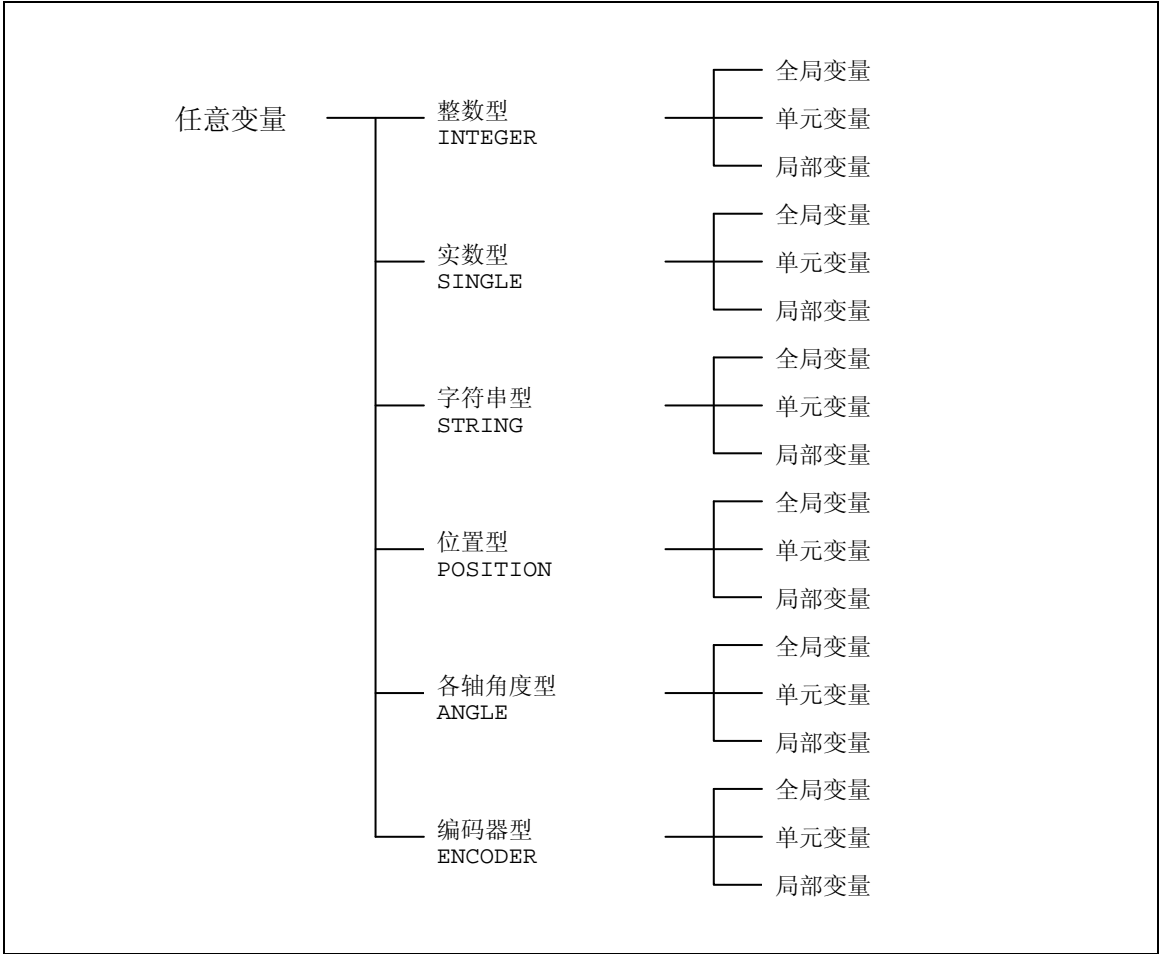 任意变量
整数型
INTEGER
全局变量
单元变量
局部变量
实数型
SINGLE
全局变量
单元变量
局部变量
字符串型
STRING
全局变量
单元变量
局部变量
位置型
POSITION
全局变量
单元变量
局部变量
各轴角度型
ANGLE
全局变量
单元变量
局部变量
编码器型
ENCODER
全局变量
单元变量
局部变量